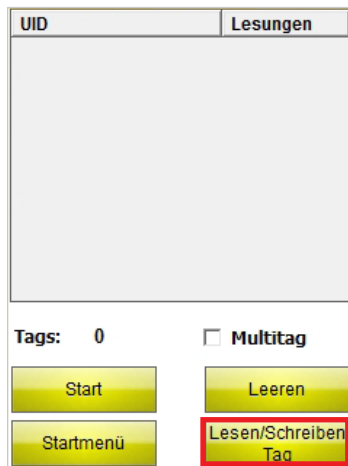 UID Lesungen
Tags: 0 Multitag
Start Leeren
Startmenü Lesen/Schreiben
Tag